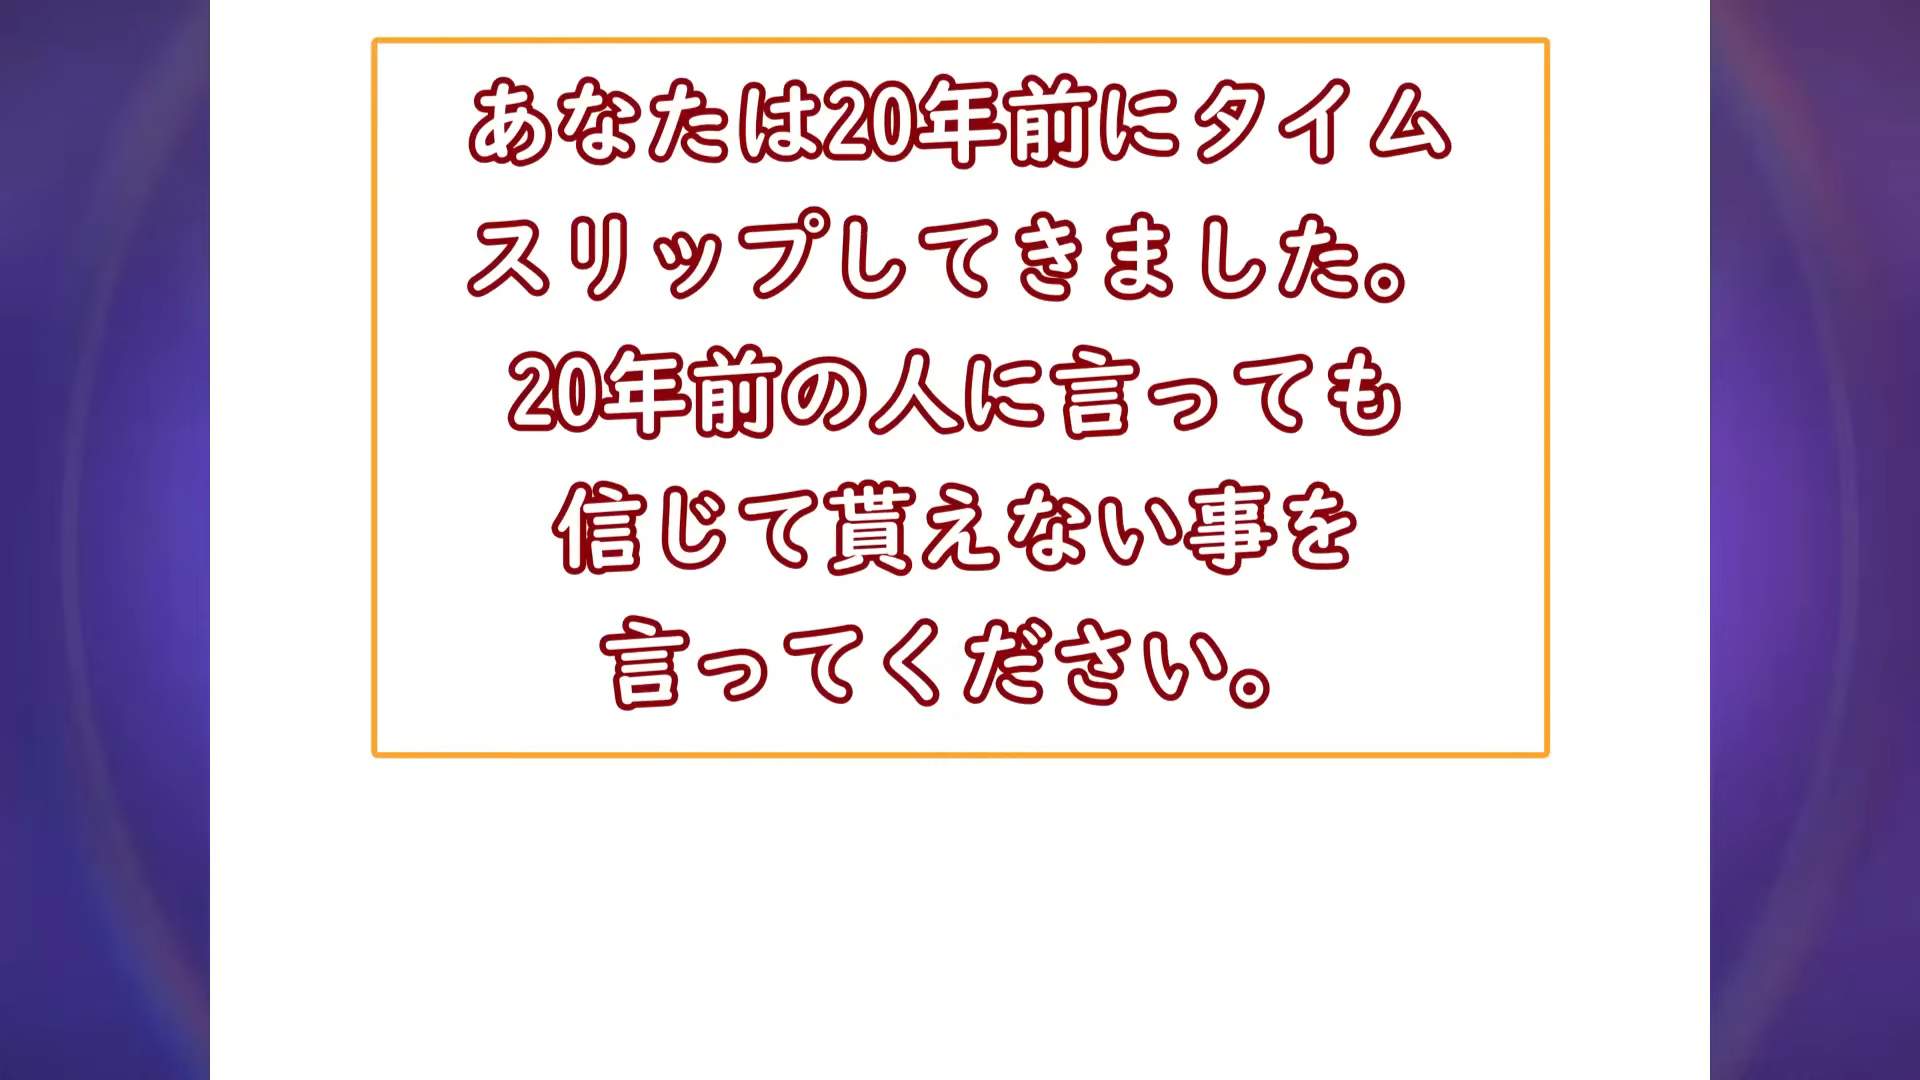 あなたは20年前にタイム
スリップしてきました。
20年前の人に言っても
信じて貰えない事を
言ってください。